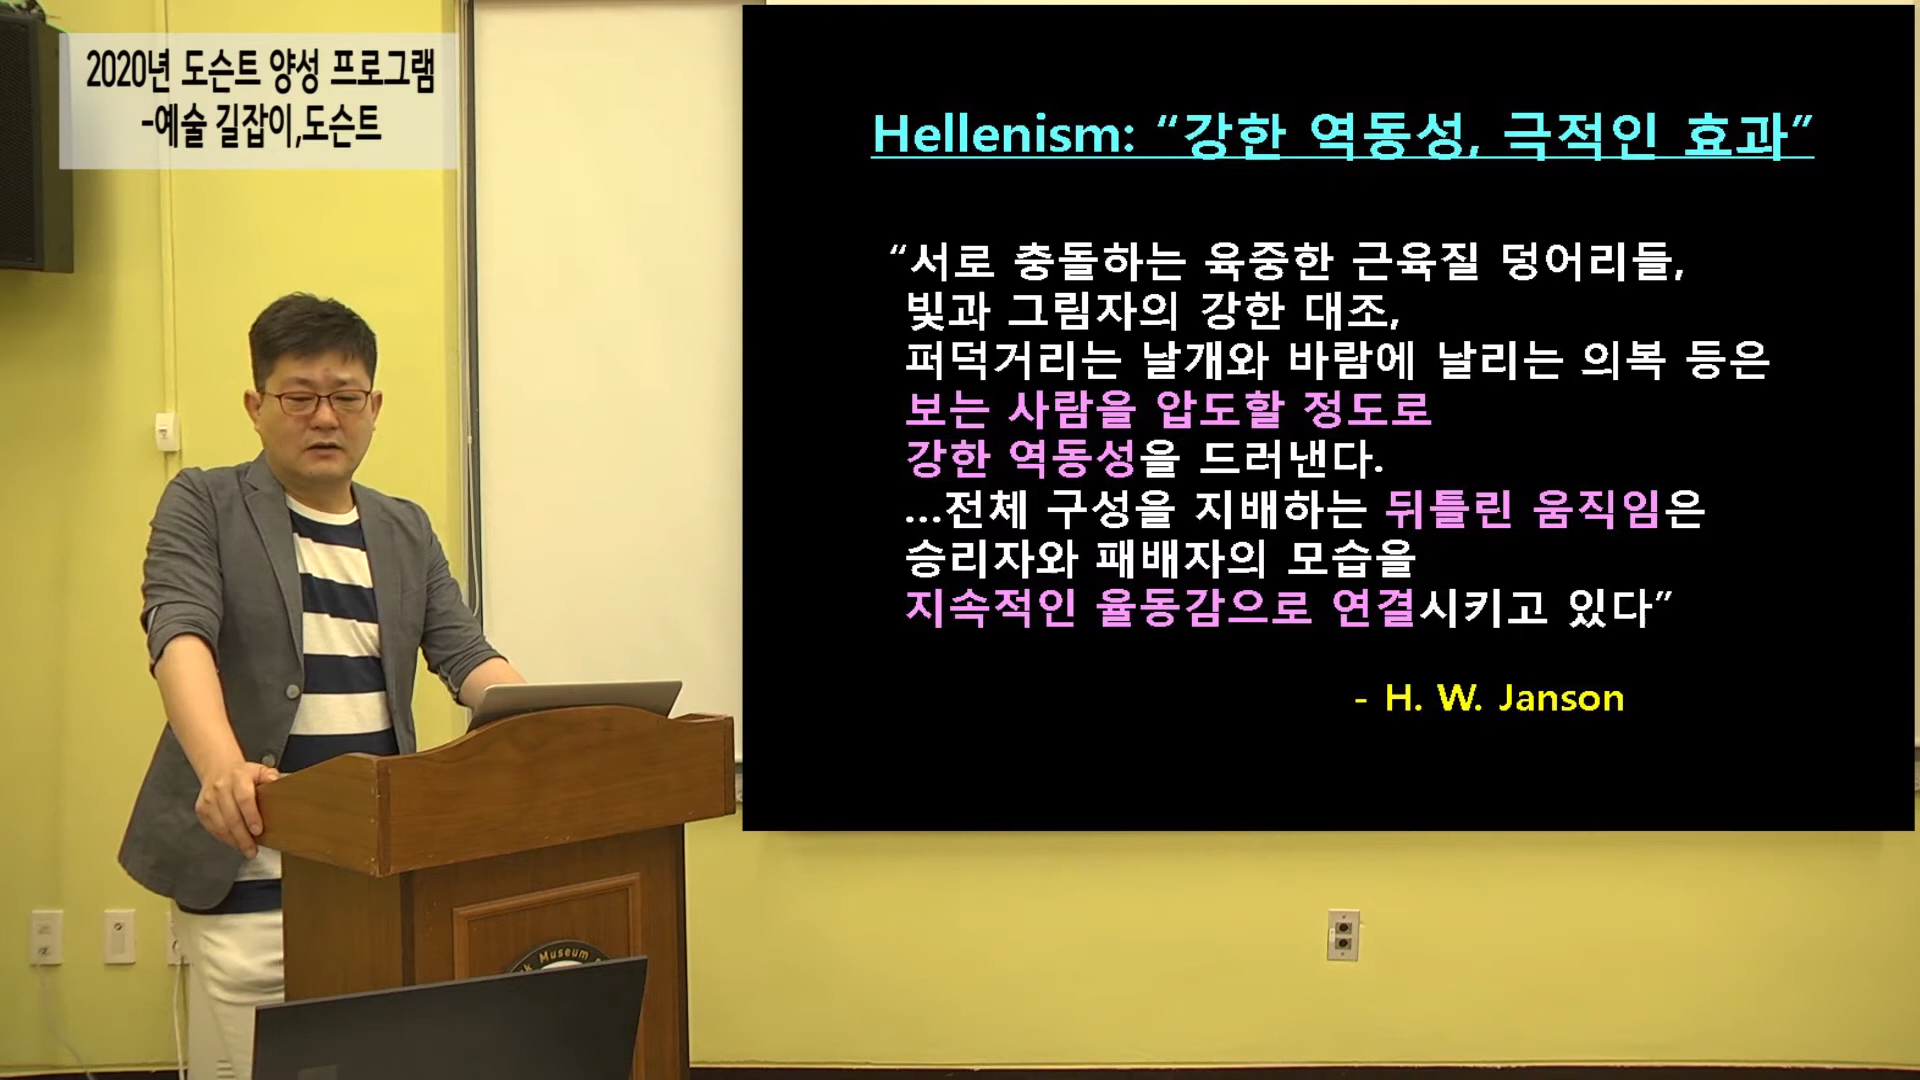 2020년 도슨트 양성 프로그램
-예술 길잡이,도슨트
Hellenism: “강한 역동성, 극적인 효과”
“서로 충돌하는 육중한 근육질 덩어리들,
빛과 그림자의 강한 대조,
퍼덕거리는 날개와 바람에 날리는 의복 등은
보는 사람을 압도할 정도로
강한 역동성을 드러낸다.
...전체 구성을 지배하는 뒤틀린 움직임은
승리자와 패배자의 모습을
지속적인 율동감으로 연결시키고 있다”
- H. W. Janson
Museum